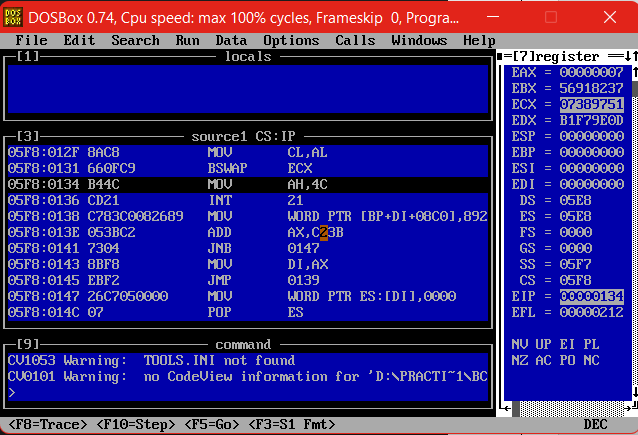 DOSBox 0.74, Cpu speed: max 100% cycles, Frameskip 0, Progra...
File Edit Search Run Data Options Calls Windows Help
[1] locals
[3] source1 CS:IP
05F8:012F 8AC8 MOV CL,AL
05F8:0131 660FC9 BSWAP ECX
05F8:0134 B44C MOV AH,4C
05F8:0136 CD21 INT 21
05F8:0138 C783C0082689 MOV WORD PTR [BP+DI+08C0],892
05F8:013E 053BC2 ADD AX,C23B
05F8:0141 7304 JNB 0147
05F8:0143 8BF8 MOV DI,AX
05F8:0145 EBF2 JMP 0139
05F8:0147 26C7050000 MOV WORD PTR ES:[DI],0000
05F8:014C 07 POP ES
[9] command
CV1053 Warning: TOOLS.INI not found
CV0101 Warning: no CodeView information for 'D:\PRACTI~1\BC
>
[7]register
EAX = 00000007
EBX = 56918237
ECX = 07389751
EDX = B1F79E0D
ESP = 00000000
EBP = 00000000
ESI = 00000000
EDI = 00000000
DS = 05E8
ES = 05E8
FS = 0000
GS = 0000
SS = 05F7
CS = 05F8
EIP = 00000134
EFL = 00000212
NV UP EI PL
NZ AC PO NC
<F8=Trace> <F10=Step> <F5=Go> <F3=S1 Fmt> DEC